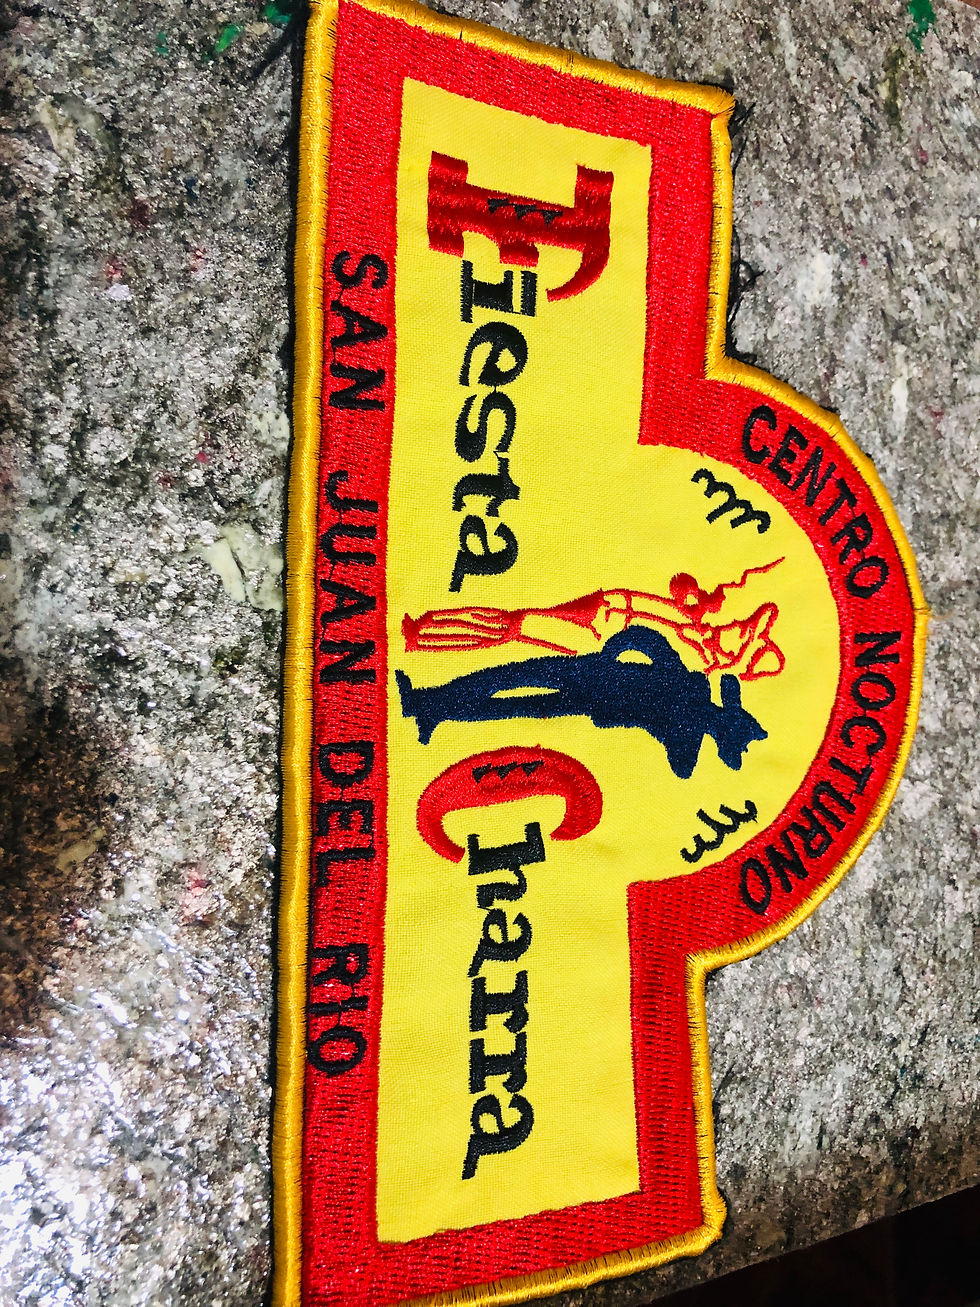 CENTRO NOCTURNO
Fiesta Charra
SAN JUAN DEL RIO